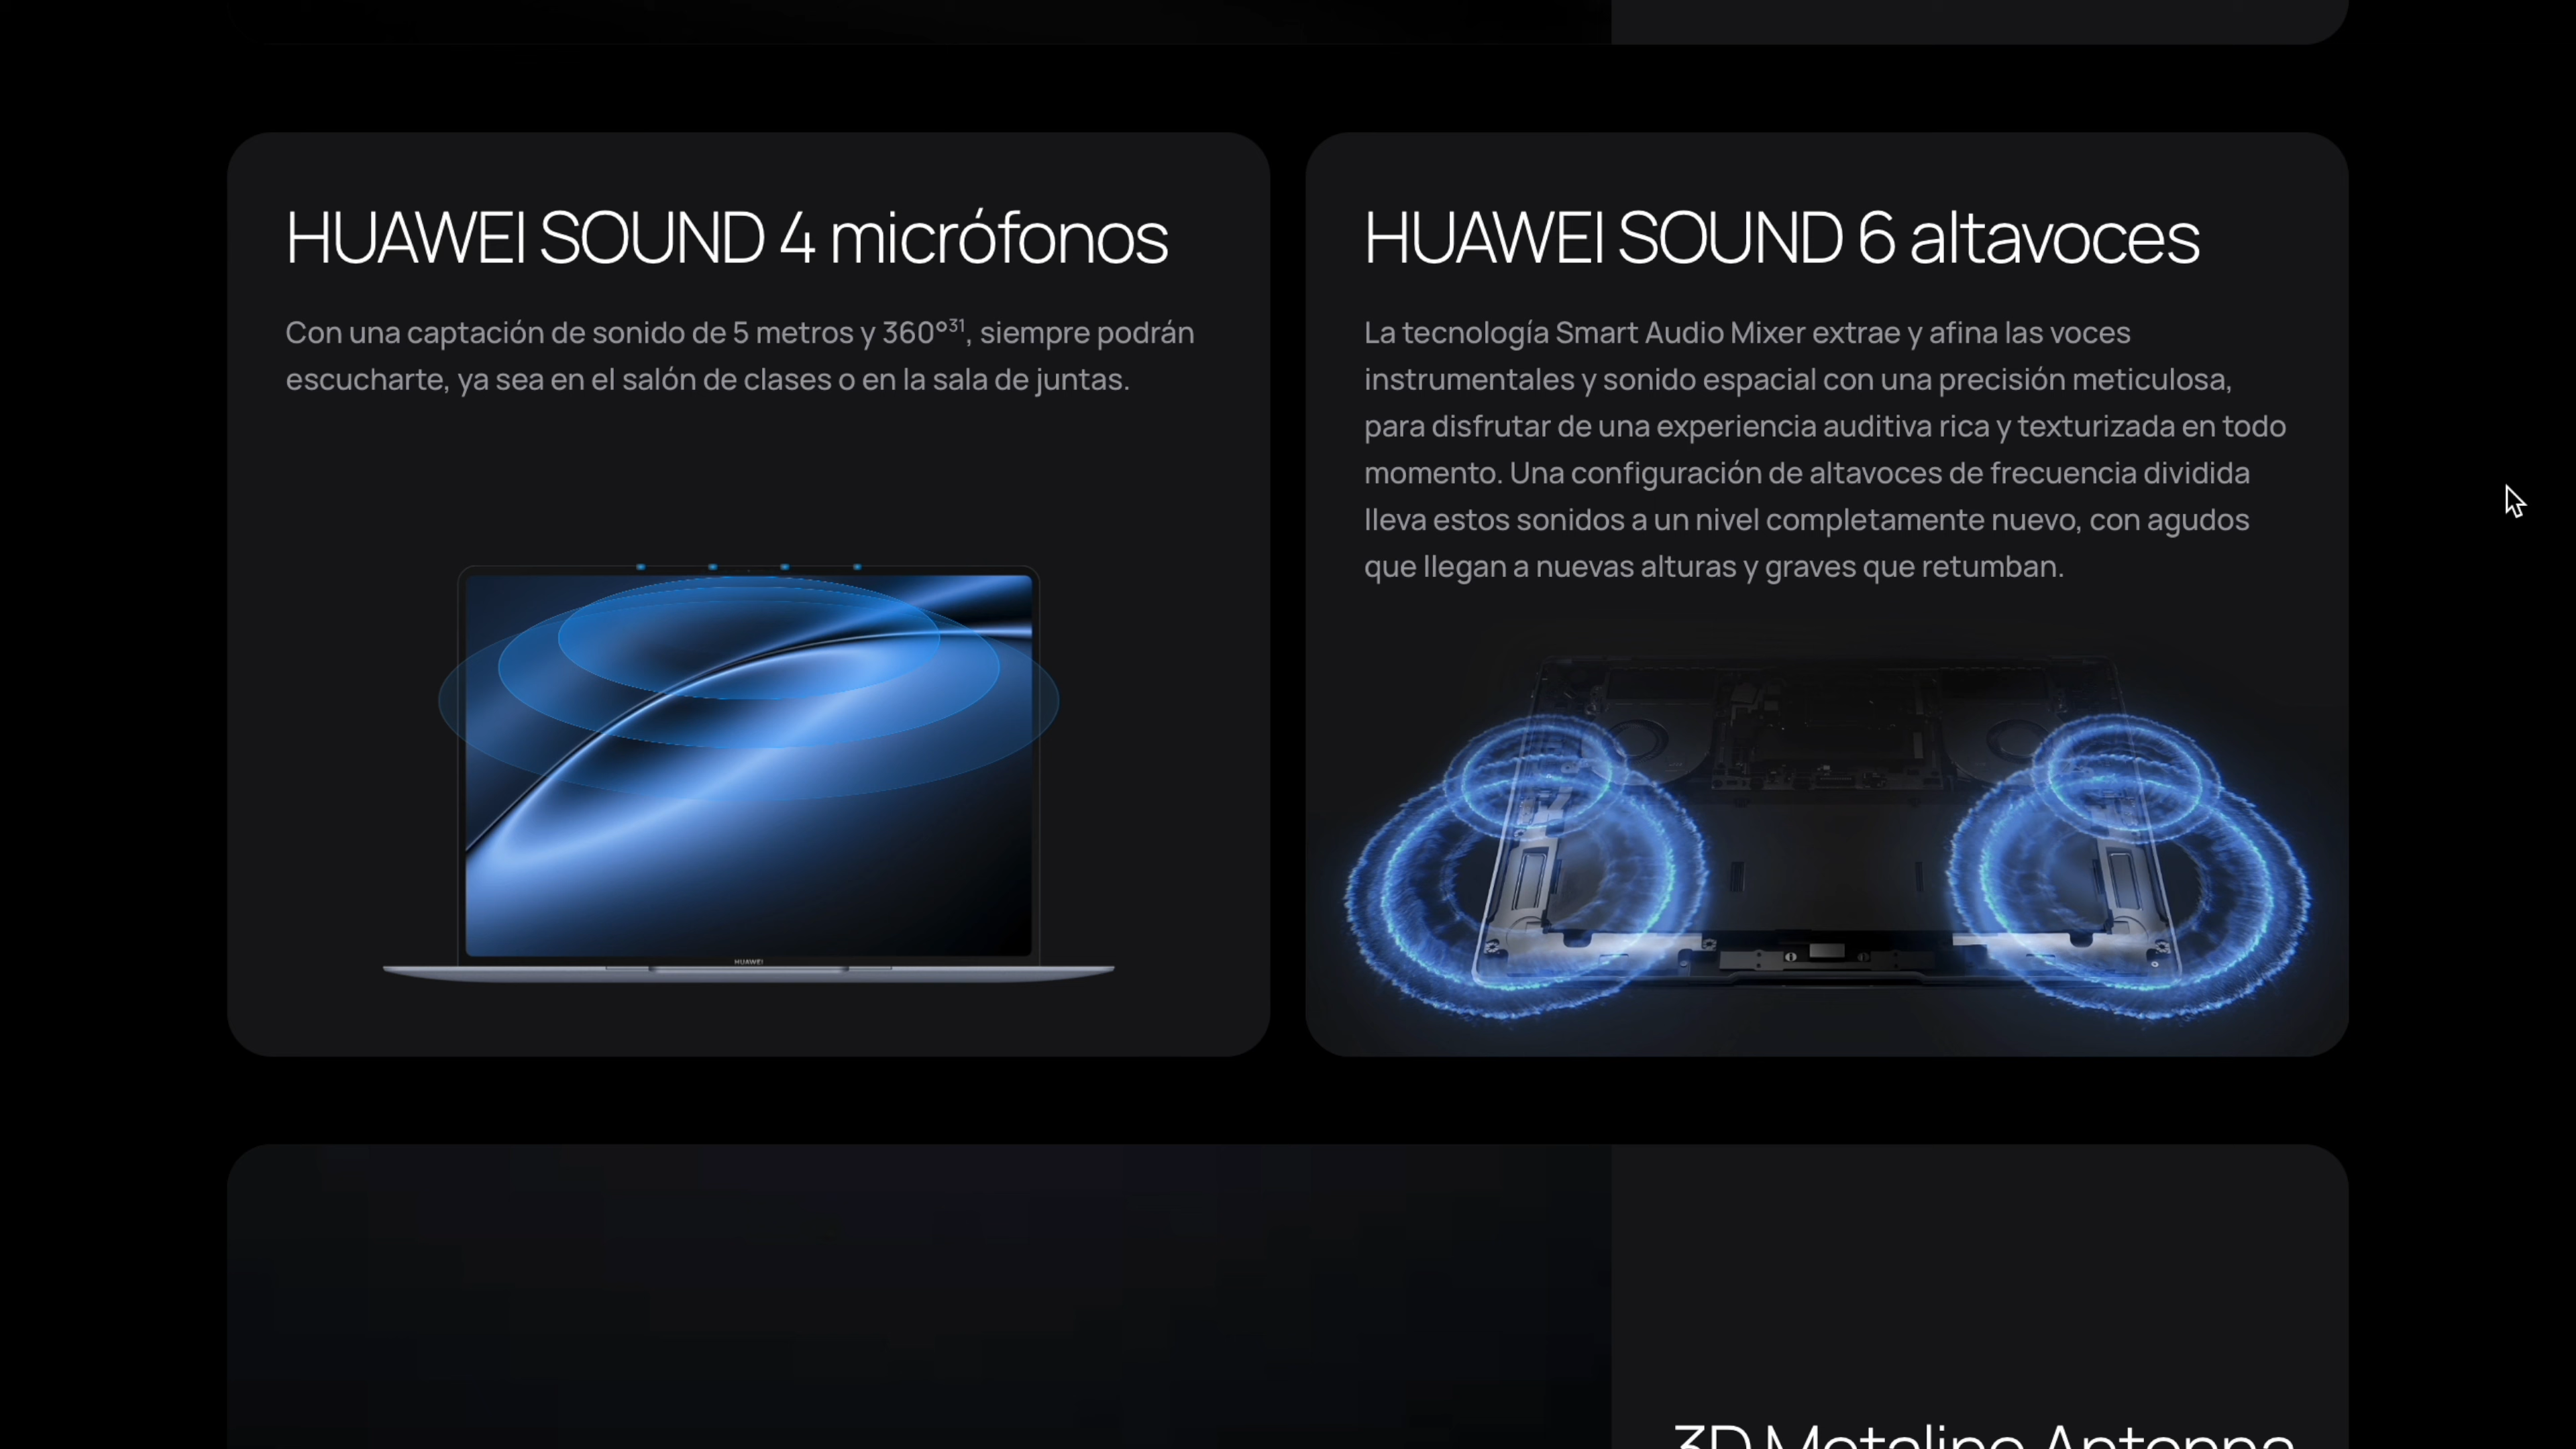 HUAWEI SOUND 4 micrófonos
Con una captación de sonido de 5 metros y 360°³¹, siempre podrán
escucharte, ya sea en el salón de clases o en la sala de juntas.
HUAWEI
HUAWEI SOUND 6 altavoces
La tecnología Smart Audio Mixer extrae y afina las voces
instrumentales y sonido espacial con una precisión meticulosa,
para disfrutar de una experiencia auditiva rica y texturizada en todo
momento. Una configuración de altavoces de frecuencia dividida
lleva estos sonidos a un nivel completamente nuevo, con agudos
que llegan a nuevas alturas y graves que retumban.
3D Metaline Antenna